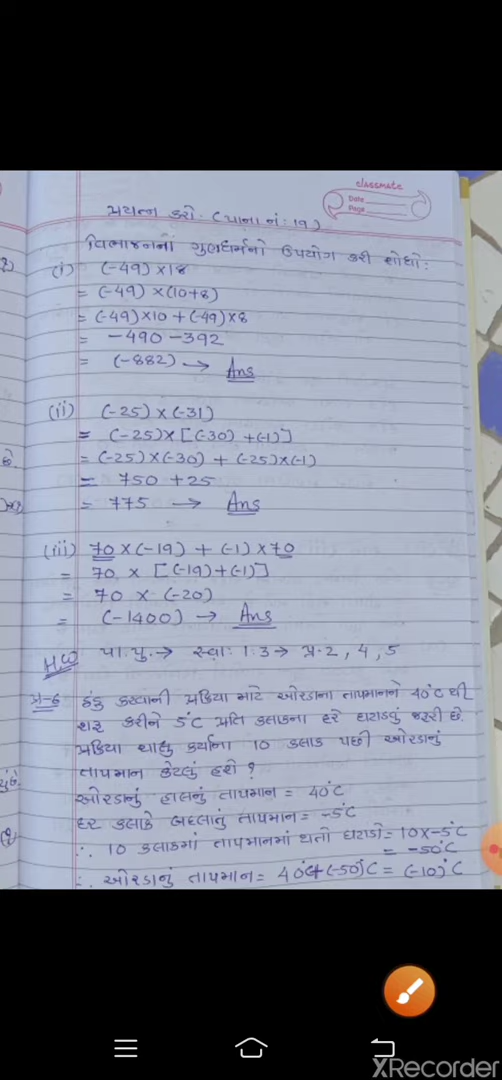 classmate
Date
Page
પ્રયત્ન કરો. (પાના નં: 19)
વિભાજનના ગુણધર્મનો ઉપયોગ કરી શોધો:
(i) (-49) × 18
= (-49) × (10+8)
= (-49) × 10 + (-49) × 8
= -490 - 392
= (-882) → Ans
(ii) (-25) × (-31)
= (-25) × [(-30) + (-1)]
= (-25) × (-30) + (-25) × (-1)
= 750 + 25
= 775 → Ans
(iii) 70 × (-19) + (-1) × 70
= 70 × [(-19) + (-1)]
= 70 × (-20)
= (-1400) → Ans
H.W પા.પુ. → સ્વા: 1.3 → પ્ર. 2, 4, 5
પ્ર-6 ઠંડુ કરવાની પ્રક્રિયા માટે ઓરડાના તાપમાનને 40°C થી
શરૂ કરીને 5°C પ્રતિ કલાકના દરે ઘટાડવું જરૂરી છે.
પ્રક્રિયા ચાલુ કર્યાના 10 કલાક પછી ઓરડાનું
તાપમાન કેટલું હશે?
ઓરડાનું હાલનું તાપમાન = 40°C
દર કલાકે બદલાતું તાપમાન = -5°C
∴ 10 કલાકમાં તાપમાનમાં થતો ઘટાડો = 10 × -5°C
= -50°C
∴ ઓરડાનું તાપમાન = 40°C + (-50)°C = (-10)°C
XRecorder